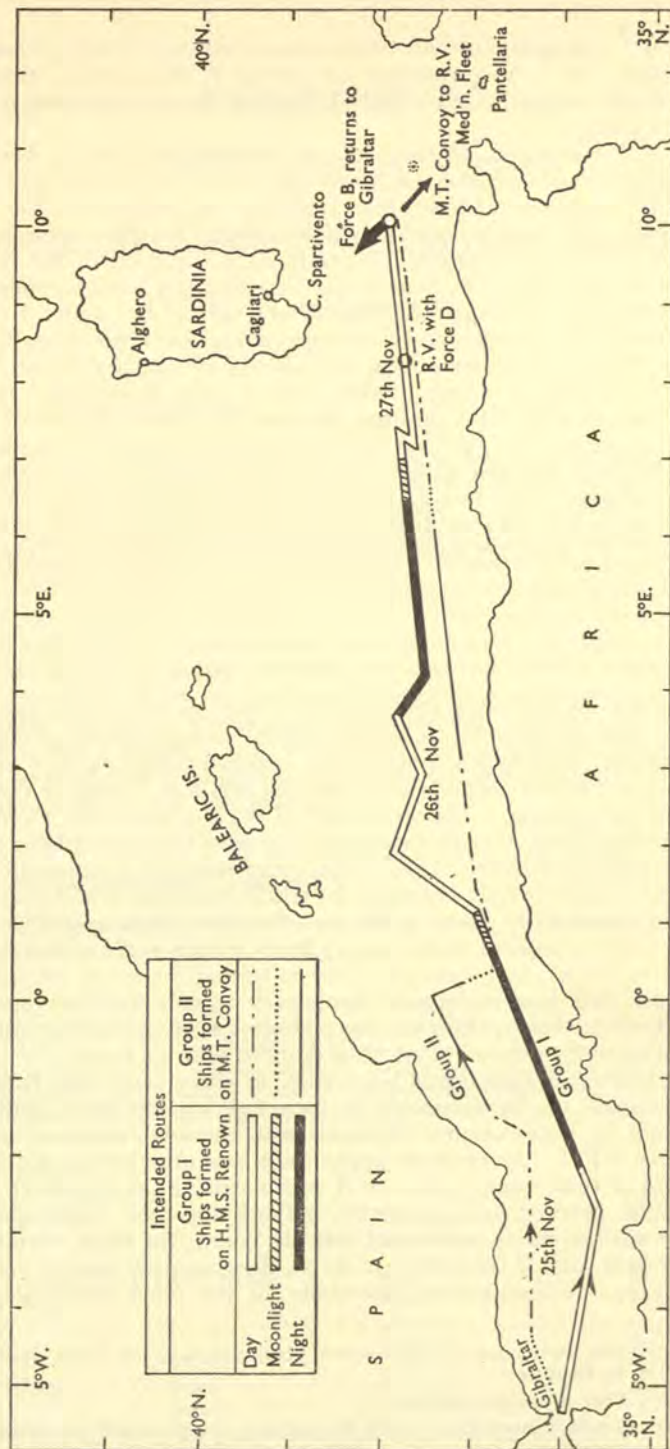 Intended Routes
Group I
Ships formed
on H.M.S. Renown
Group II
Ships formed
on M.T. Convoy
Day
Moonlight
Night
5°W.
0°
5°E.
10°
40°N.
40°N.
SPAIN
BALEARIC IS.
Alghero
SARDINIA
Cagliari
C. Spartivento
Force B, returns to
Gibraltar
M.T. Convoy to R.V.
Med'n. Fleet
Pantellaria
27th Nov
R.V. with
Force D
26th
Nov
Group II
Group I
25th Nov
Gibraltar
AFRICA
35°
—N.
5°W
0°
5°E.
10°
35°
N.